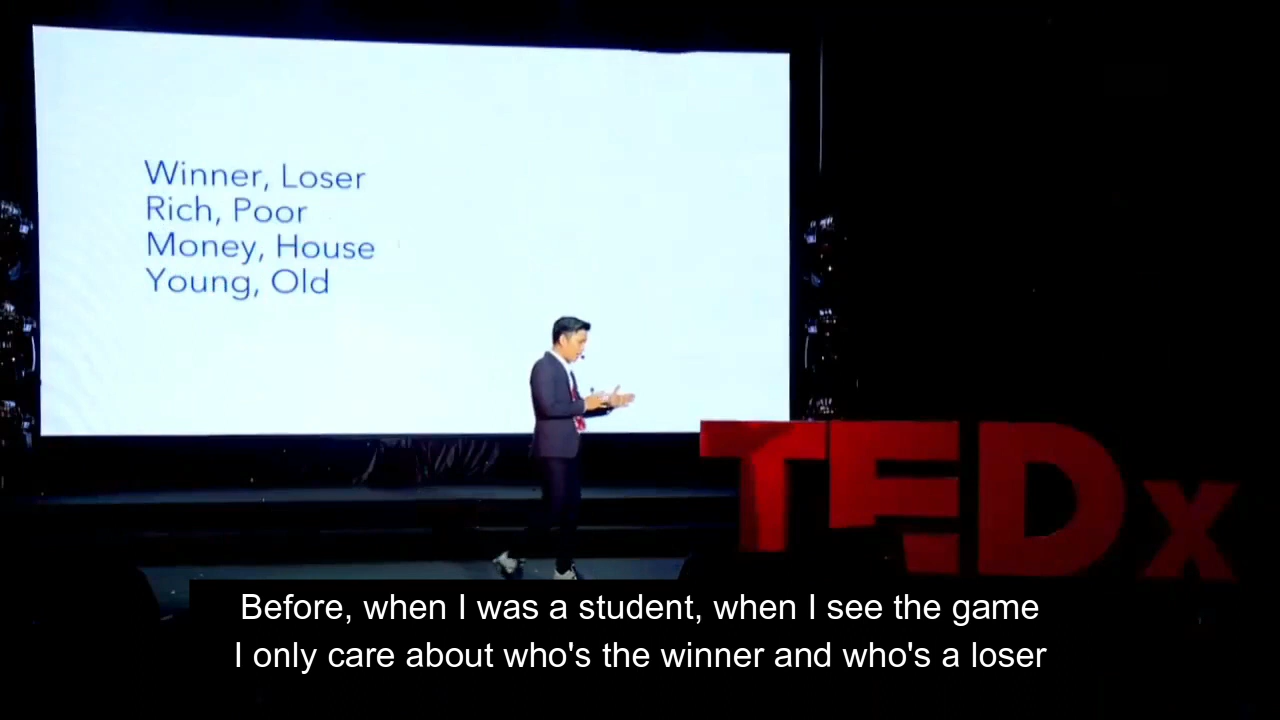 Winner, Loser
Rich, Poor
Money, House
Young, Old
TEDx
Before, when I was a student, when I see the game
I only care about who's the winner and who's a loser